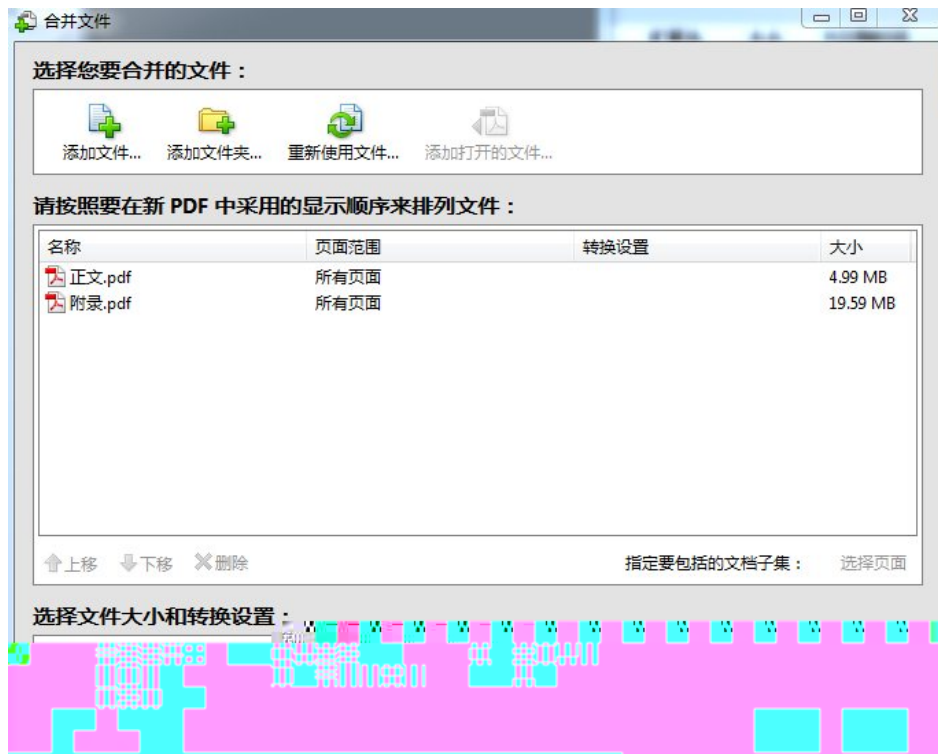 合并文件
选择您要合并的文件：
添加文件... 添加文件夹... 重新使用文件... 添加打开的文件...
请按照要在新 PDF 中采用的显示顺序来排列文件：
名称 页面范围 转换设置 大小
正文.pdf 所有页面 4.99 MB
附录.pdf 所有页面 19.59 MB
上移 下移 删除 指定要包括的文档子集： 选择页面
选择文件大小和转换设置：